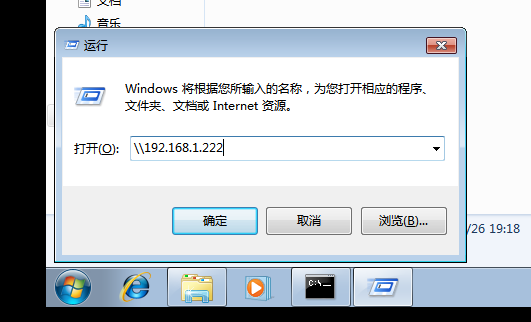 文档
音乐
运行
Windows 将根据您所输入的名称，为您打开相应的程序、
文件夹、文档或 Internet 资源。
打开(O):
\\192.168.1.222
确定
取消
浏览(B)...
/26 19:18
C:\_